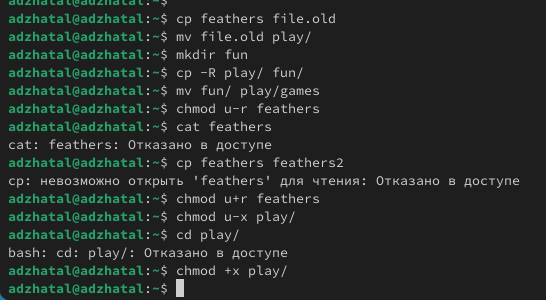 adzhatal@adzhatal:~$
adzhatal@adzhatal:~$ cp feathers file.old
adzhatal@adzhatal:~$ mv file.old play/
adzhatal@adzhatal:~$ mkdir fun
adzhatal@adzhatal:~$ cp -R play/ fun/
adzhatal@adzhatal:~$ mv fun/ play/games
adzhatal@adzhatal:~$ chmod u-r feathers
adzhatal@adzhatal:~$ cat feathers
cat: feathers: Отказано в доступе
adzhatal@adzhatal:~$ cp feathers feathers2
cp: невозможно открыть 'feathers' для чтения: Отказано в доступе
adzhatal@adzhatal:~$ chmod u+r feathers
adzhatal@adzhatal:~$ chmod u-x play/
adzhatal@adzhatal:~$ cd play/
bash: cd: play/: Отказано в доступе
adzhatal@adzhatal:~$ chmod +x play/
adzhatal@adzhatal:~$